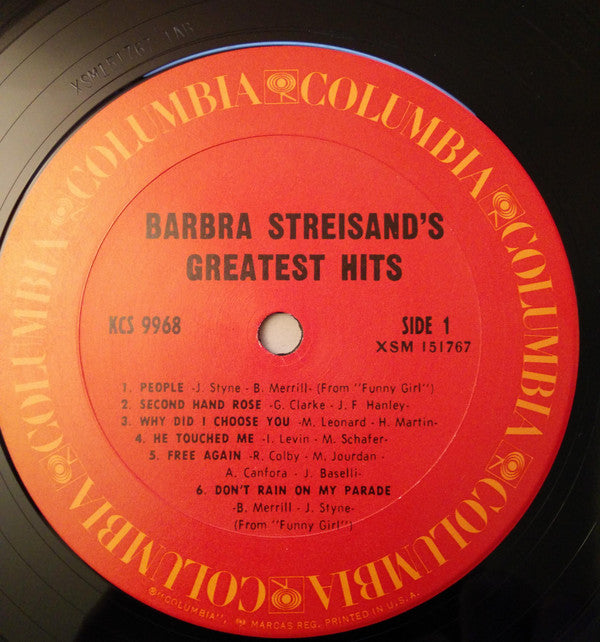 XSM151767
COLUMBIA COLUMBIA COLUMBIA COLUMBIA COLUMBIA COLUMBIA
BARBRA STREISAND'S
GREATEST HITS
KCS 9968
SIDE 1
XSM 151767
1. PEOPLE -J. Styne - B. Merrill- (From "Funny Girl")
2. SECOND HAND ROSE -G. Clarke - J. F Hanley-
3. WHY DID I CHOOSE YOU -M. Leonard - H. Martin-
4. HE TOUCHED ME -I. Levin - M. Schafer-
5. FREE AGAIN -R. Colby - M. Jourdan -
A. Canfora - J. Baselli-
6. DON'T RAIN ON MY PARADE
-B. Merrill - J. Styne-
(From "Funny Girl")
℗"COLUMBIA", MARCAS REG. PRINTED IN U.S.A.